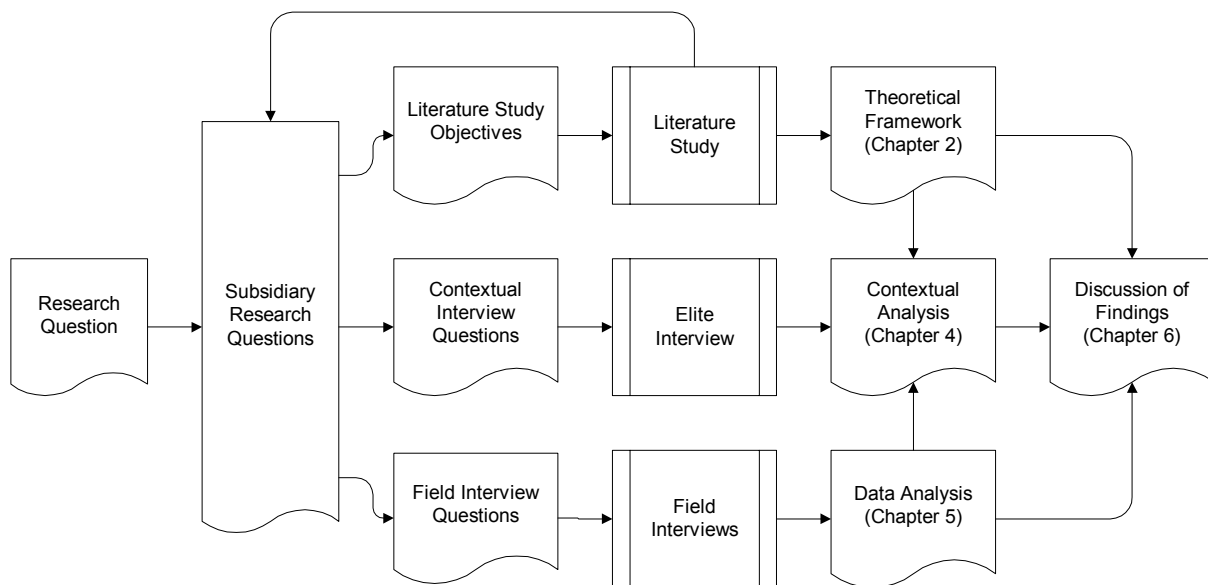 Literature Study
Objectives
Literature
Study
Theoretical
Framework
(Chapter 2)
Research
Question
Subsidiary
Research
Questions
Contextual
Interview
Questions
Elite
Interview
Contextual
Analysis
(Chapter 4)
Discussion of
Findings
(Chapter 6)
Field Interview
Questions
Field
Interviews
Data Analysis
(Chapter 5)